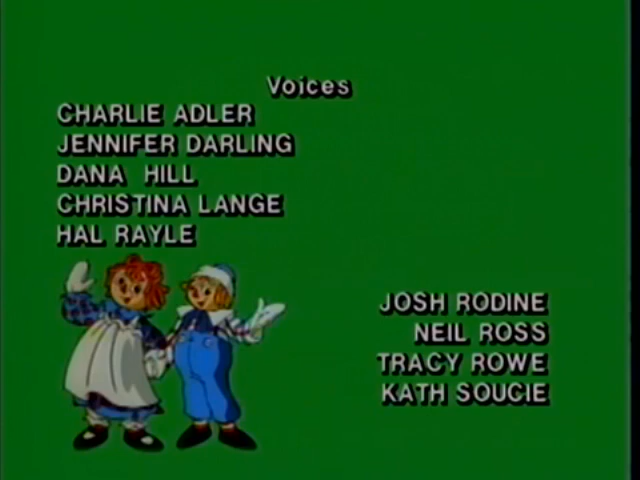 Voices
CHARLIE ADLER
JENNIFER DARLING
DANA HILL
CHRISTINA LANGE
HAL RAYLE
JOSH RODINE
NEIL ROSS
TRACY ROWE
KATH SOUCIE